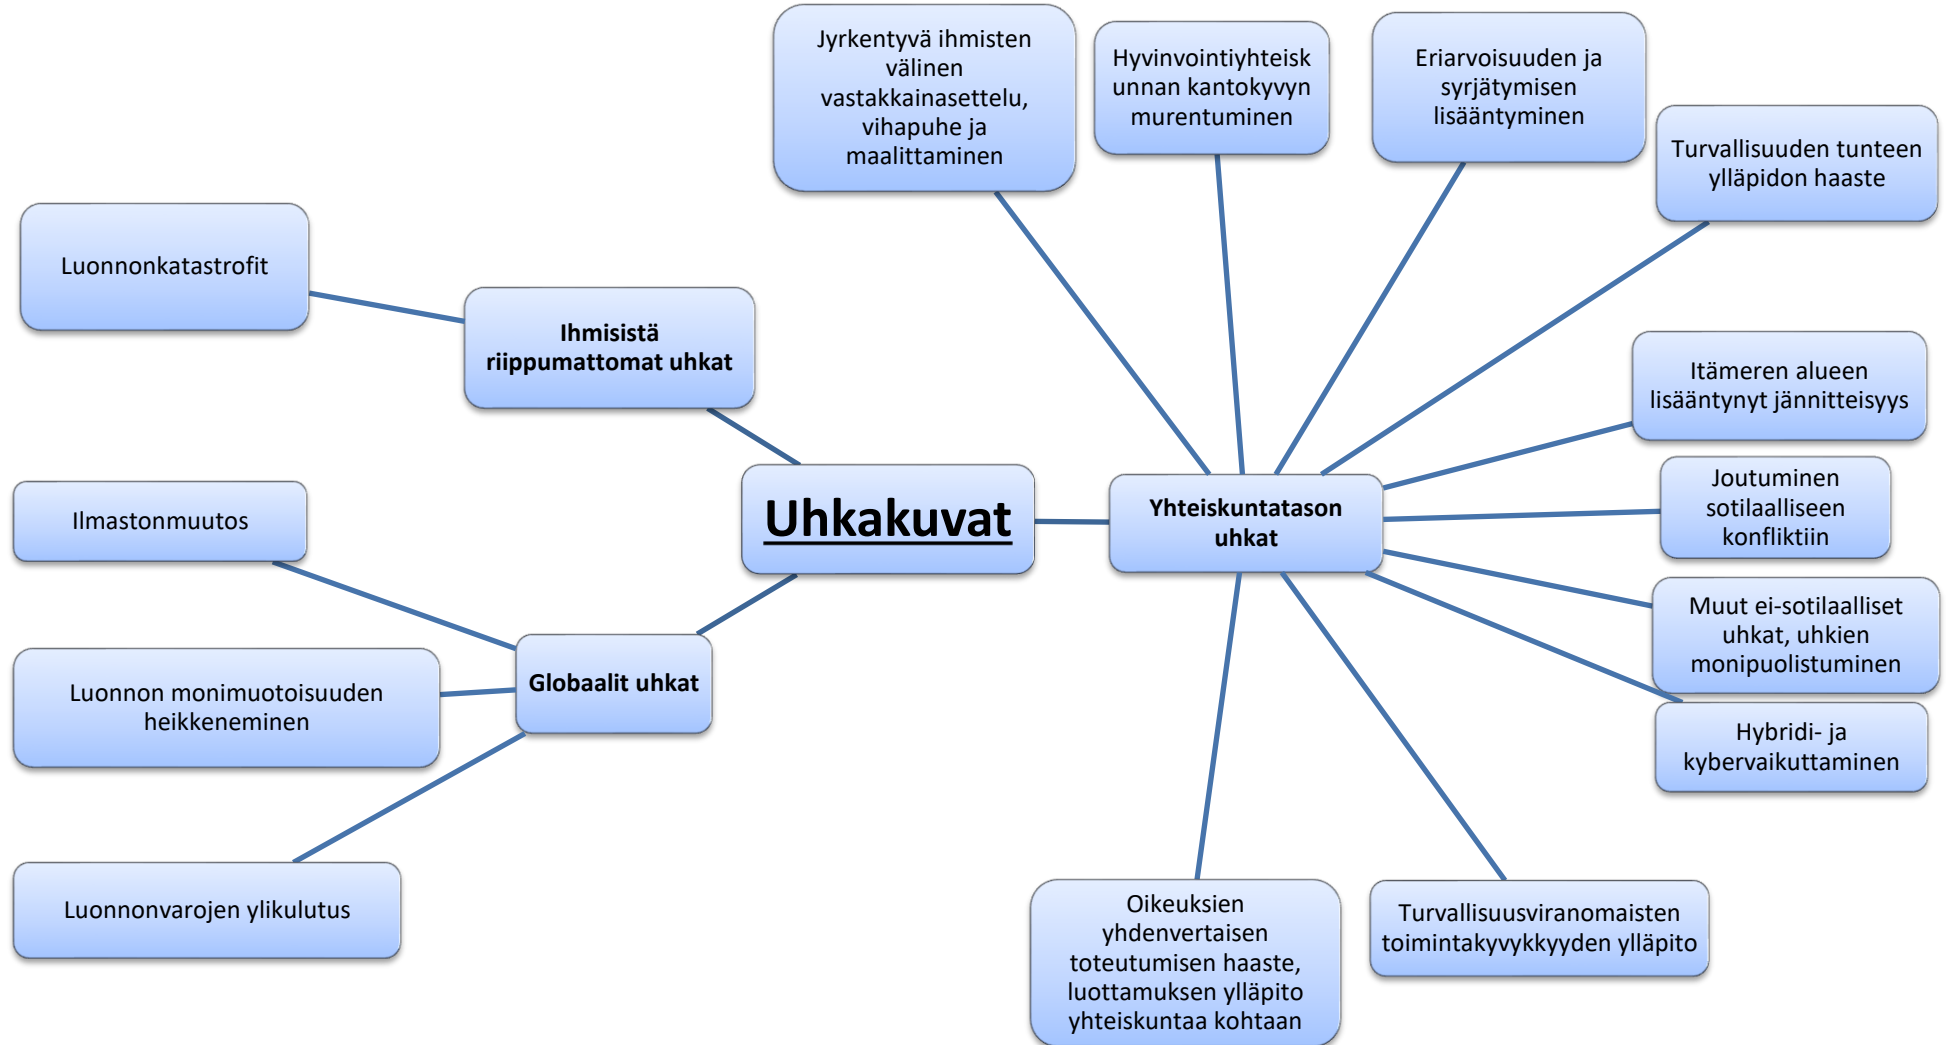 Jyrkentyvä ihmisten
välinen
vastakkainasettelu,
vihapuhe ja
maalittaminen
Hyvinvointiyhteisk
unnan kantokyvyn
murentuminen
Eriarvoisuuden ja
syrjätymisen
lisääntyminen
Turvallisuuden tunteen
ylläpidon haaste
Luonnonkatastrofit
Ihmisistä
riippumattomat uhkat
Itämeren alueen
lisääntynyt jännitteisyys
Ilmastonmuutos
Uhkakuvat
Yhteiskuntatason
uhkat
Joutuminen
sotilaalliseen
konfliktiin
Muut ei-sotilaalliset
uhkat, uhkien
monipuolistuminen
Luonnon monimuotoisuuden
heikkeneminen
Globaalit uhkat
Hybridi- ja
kybervaikuttaminen
Luonnonvarojen ylikulutus
Oikeuksien
yhdenvertaisen
toteutumisen haaste,
luottamuksen ylläpito
yhteiskuntaa kohtaan
Turvallisuusviranomaisten
toimintakyvykkyyden ylläpito